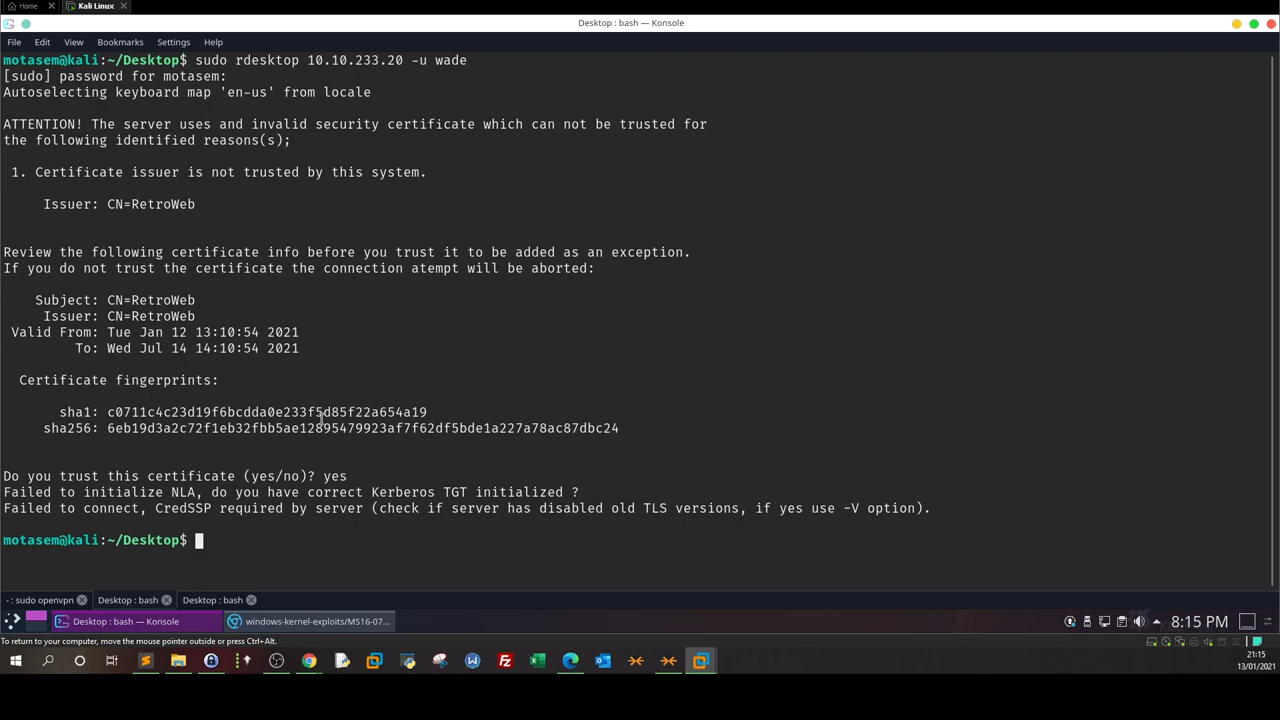 Home
Kali Linux
Desktop : bash — Konsole
File Edit View Bookmarks Settings Help
motasem@kali:~/Desktop$ sudo rdesktop 10.10.233.20 -u wade
[sudo] password for motasem:
Autoselecting keyboard map 'en-us' from locale
ATTENTION! The server uses and invalid security certificate which can not be trusted for
the following identified reasons(s);
1. Certificate issuer is not trusted by this system.
Issuer: CN=RetroWeb
Review the following certificate info before you trust it to be added as an exception.
If you do not trust the certificate the connection atempt will be aborted:
Subject: CN=RetroWeb
Issuer: CN=RetroWeb
Valid From: Tue Jan 12 13:10:54 2021
To: Wed Jul 14 14:10:54 2021
Certificate fingerprints:
sha1: c0711c4c23d19f6bcdda0e233f5d85f22a654a19
sha256: 6eb19d3a2c72f1eb32fbb5ae12895479923af7f62df5bde1a227a78ac87dbc24
Do you trust this certificate (yes/no)? yes
Failed to initialize NLA, do you have correct Kerberos TGT initialized ?
Failed to connect, CredSSP required by server (check if server has disabled old TLS versions, if yes use -V option).
motasem@kali:~/Desktop$
- : sudo openvpn
Desktop : bash
Desktop : bash
Desktop : bash — Konsole
windows-kernel-exploits/MS16-07...
8:15 PM
To return to your computer, move the mouse pointer outside or press Ctrl+Alt.
21:15
13/01/2021